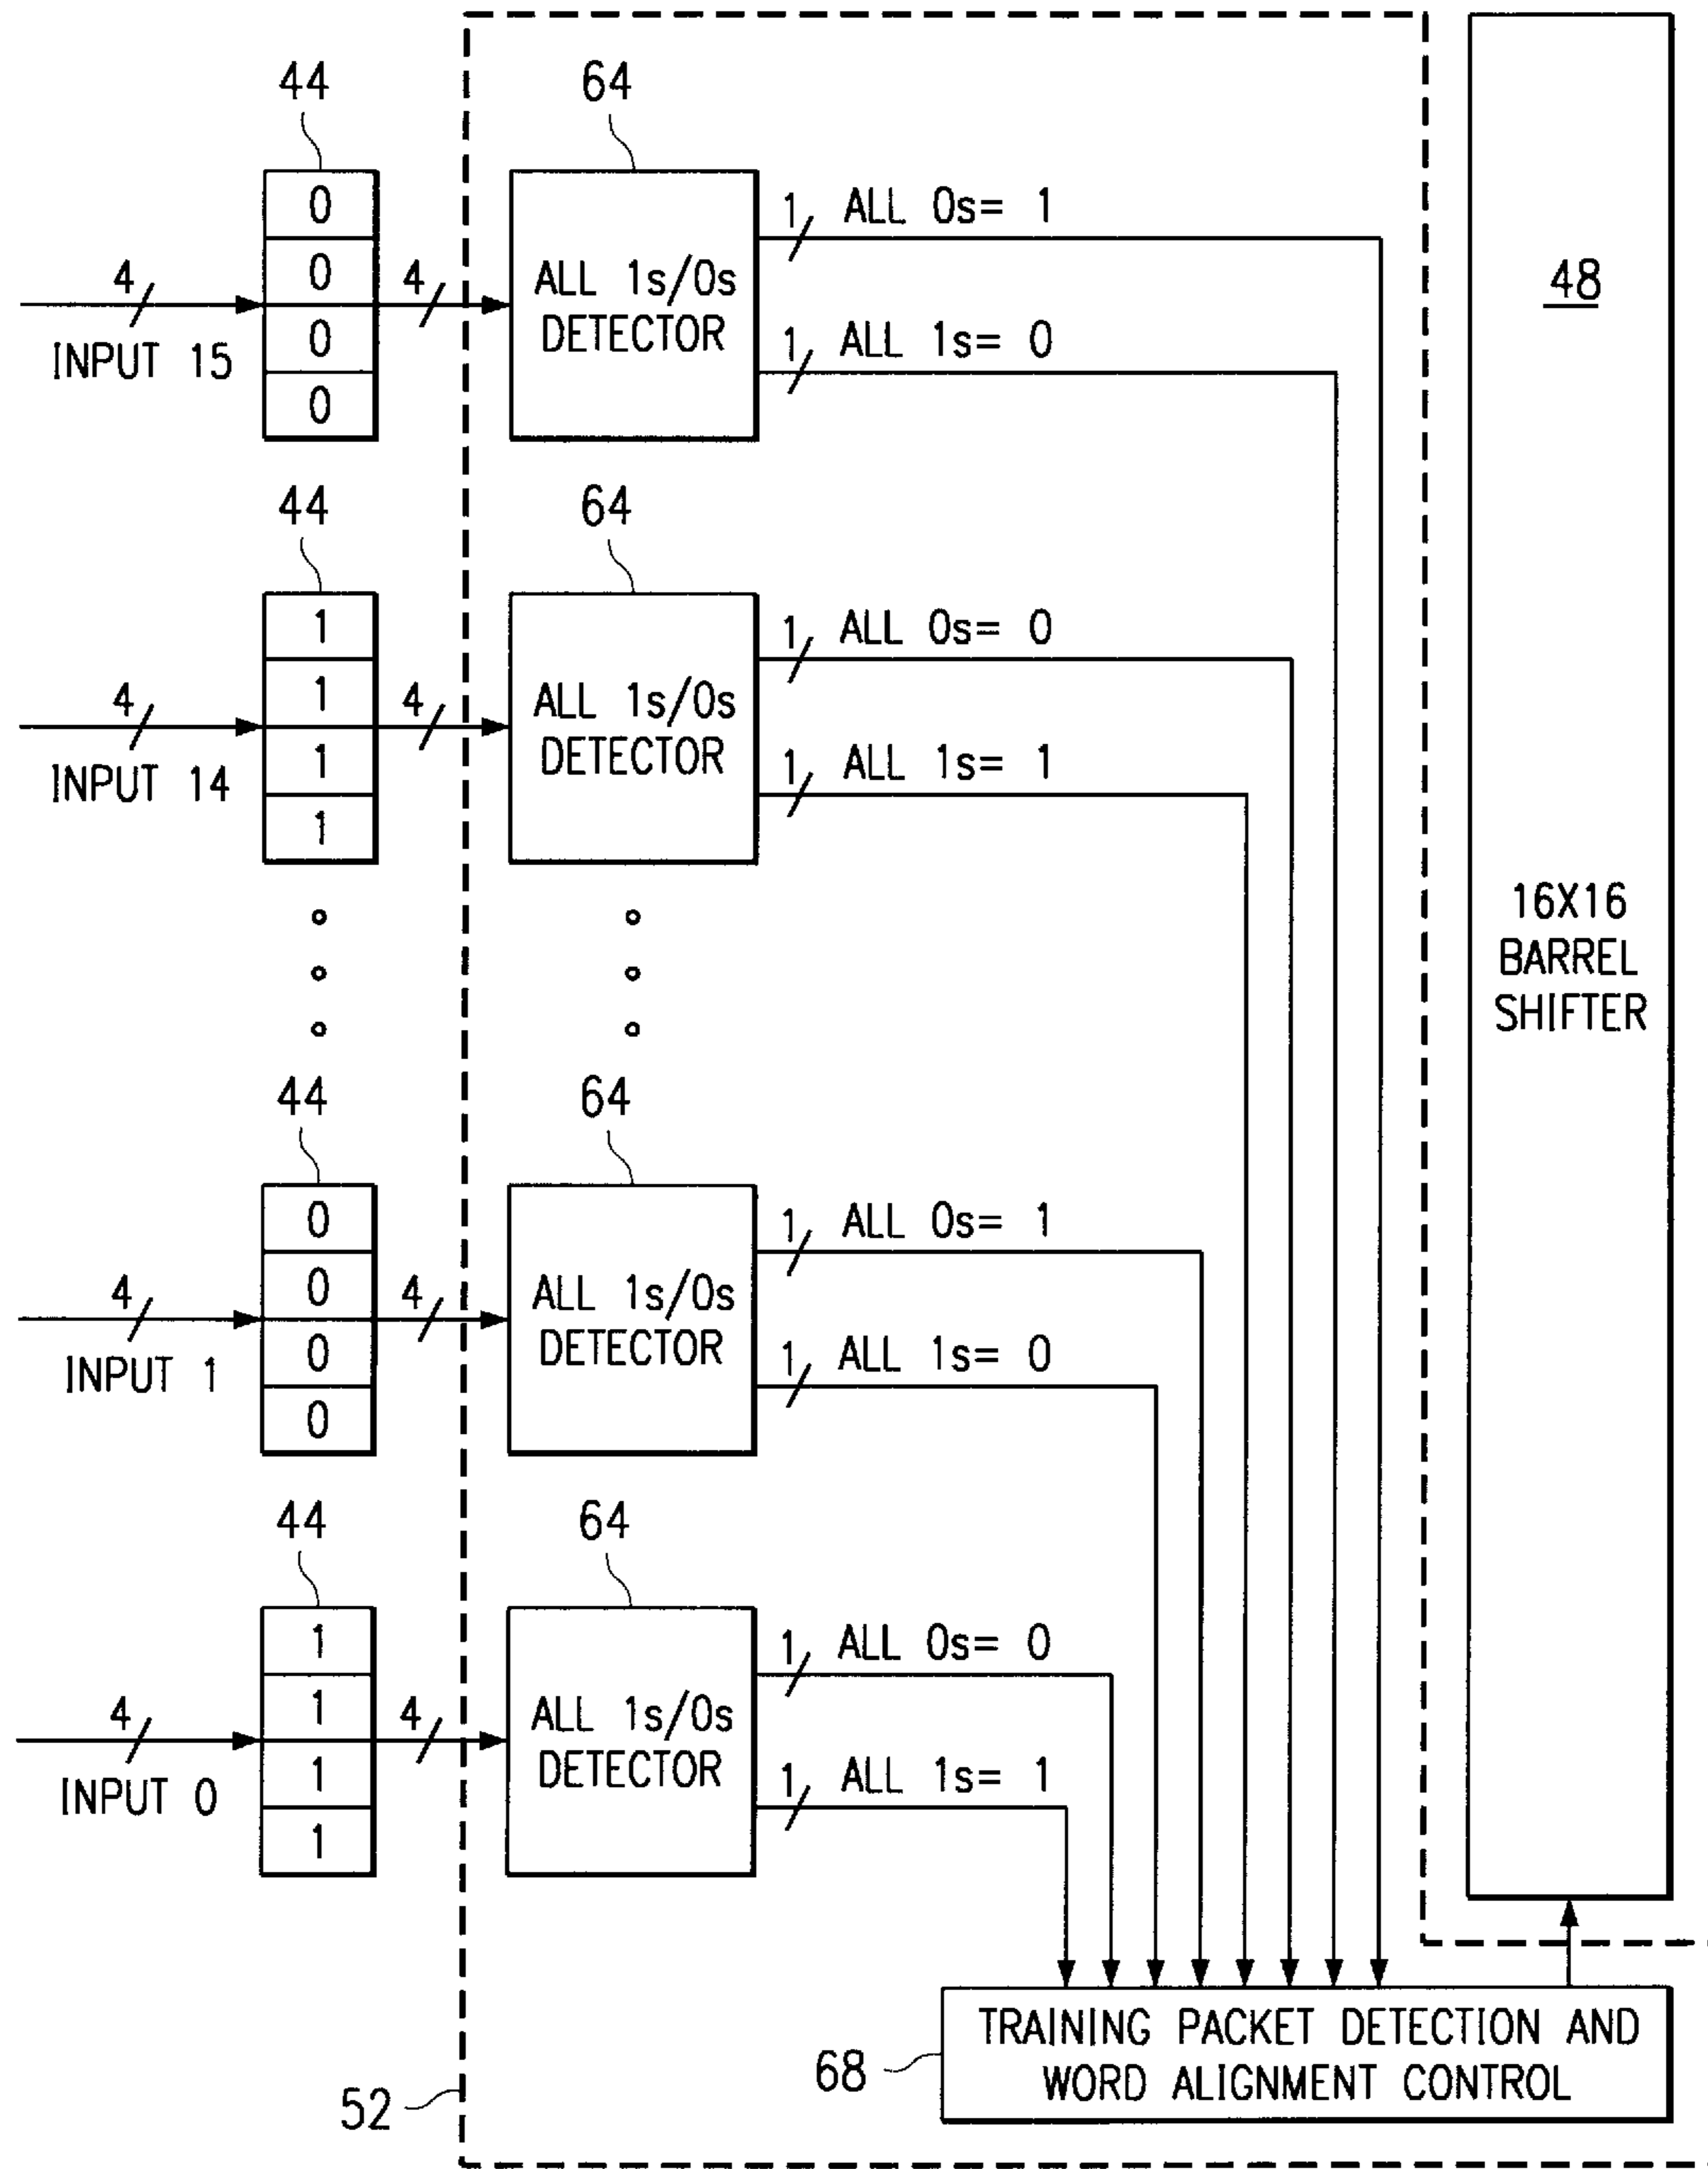 44
64
0
0
0
0
4
INPUT 15
4
ALL 1s/0s
DETECTOR
1
ALL 0s= 1
1
ALL 1s= 0
48
16X16
BARREL
SHIFTER
44
64
1
1
1
1
4
INPUT 14
4
ALL 1s/0s
DETECTOR
1
ALL 0s= 0
1
ALL 1s= 1
44
64
0
0
0
0
4
INPUT 1
4
ALL 1s/0s
DETECTOR
1
ALL 0s= 1
1
ALL 1s= 0
44
64
1
1
1
1
4
INPUT 0
4
ALL 1s/0s
DETECTOR
1
ALL 0s= 0
1
ALL 1s= 1
68
TRAINING PACKET DETECTION AND
WORD ALIGNMENT CONTROL
52